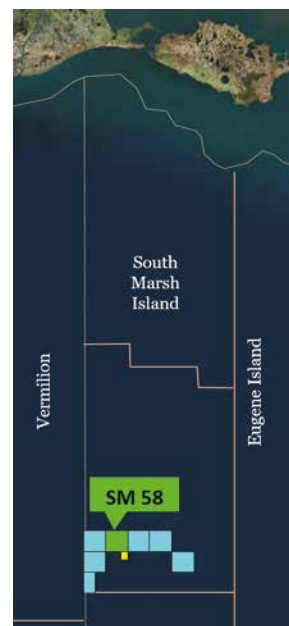 South
Marsh
Island
Vermilion
Eugene Island
SM 58